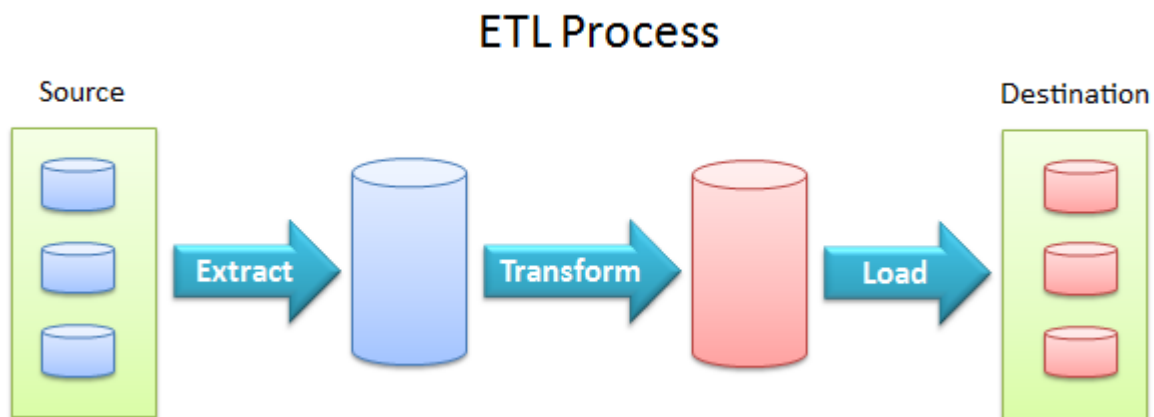 ETL Process
Source
Destination
Extract
Transform
Load